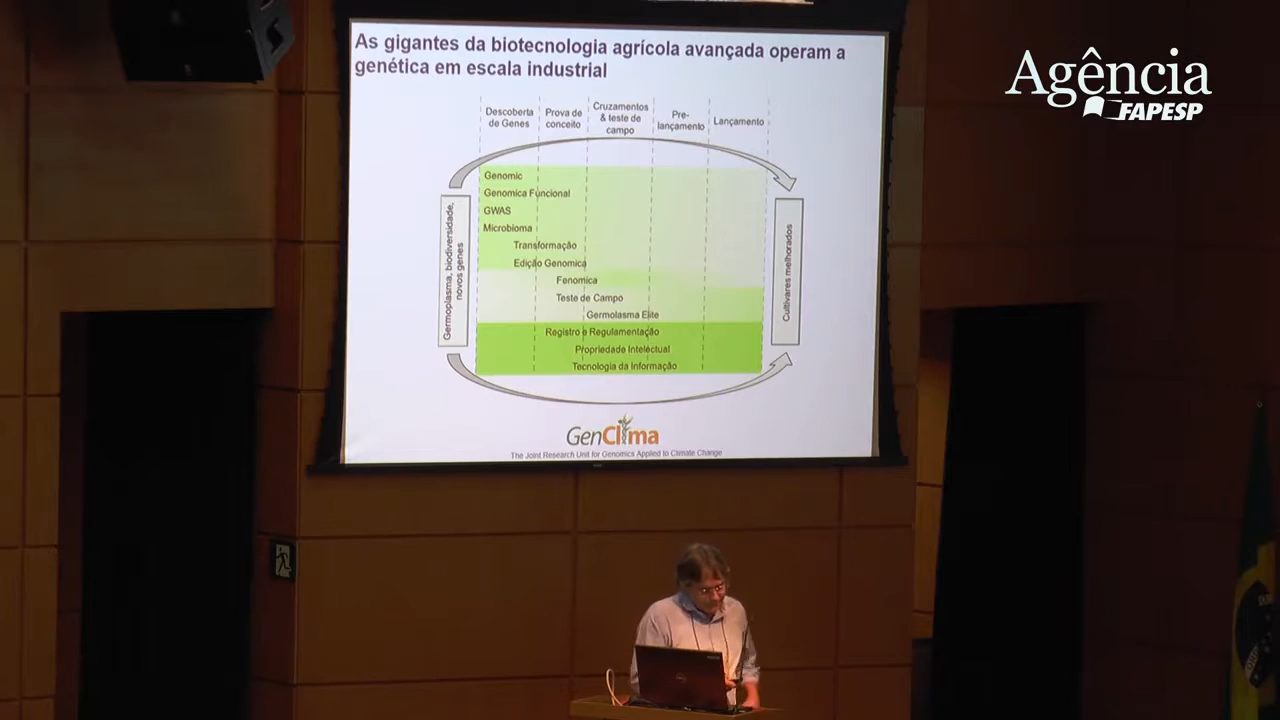 As gigantes da biotecnologia agrícola avançada operam a
genética em escala industrial
Agência
FAPESP
Descoberta
de Genes
Prova de
conceito
Cruzamentos
& teste de
campo
Pre-
lançamento
Lançamento
Germoplasma, biodiversidade,
novos genes
Genomic
Genomica Funcional
GWAS
Microbioma
Transformação
Edição Genomica
Fenomica
Teste de Campo
Germolasma Elite
Registro e Regulamentação
Propriedade Intelectual
Tecnologia da Informação
Cultivares melhorados
GenClima
The Joint Research Unit for Genomics Applied to Climate Change